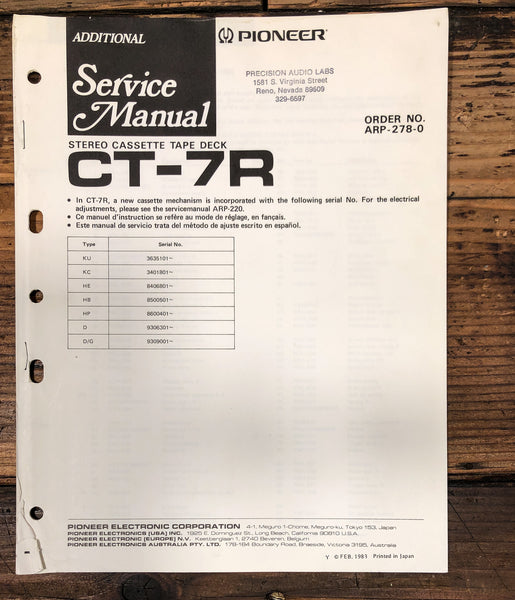 ADDITIONAL
Service
Manual
PIONEER
PRECISION AUDIO LABS
1581 S. Virginia Street
Reno, Nevada 89509
329-6597
ORDER NO.
ARP-278-0
STEREO CASSETTE TAPE DECK
CT-7R
• In CT-7R, a new cassette mechanism is incorporated with the following serial No. For the electrical
adjustments, please see the servicemanual ARP-220.
• Ce manuel d'instruction se refère au mode de réglage, en français.
• Este manual de servicio trata del método de ajuste escrito en español.
Type Serial No.
KU 3635101~
KC 3401801~
HE 8406801~
HB 8500501~
HP 8600401~
D 9306301~
D/G 9309001~
PIONEER ELECTRONIC CORPORATION 4-1, Meguro 1-Chome, Meguro-ku, Tokyo 153, Japan
PIONEER ELECTRONICS (USA) INC. 1925 E. Dominguez St., Long Beach, California 90810 U.S.A.
PIONEER ELECTRONIC (EUROPE) N.V. Keetberglaan 1, 2740 Beveren, Belgium
PIONEER ELECTRONICS AUSTRALIA PTY. LTD. 178-184 Boundary Road, Braeside, Victoria 3195, Australia
Y © FEB. 1983 Printed in Japan